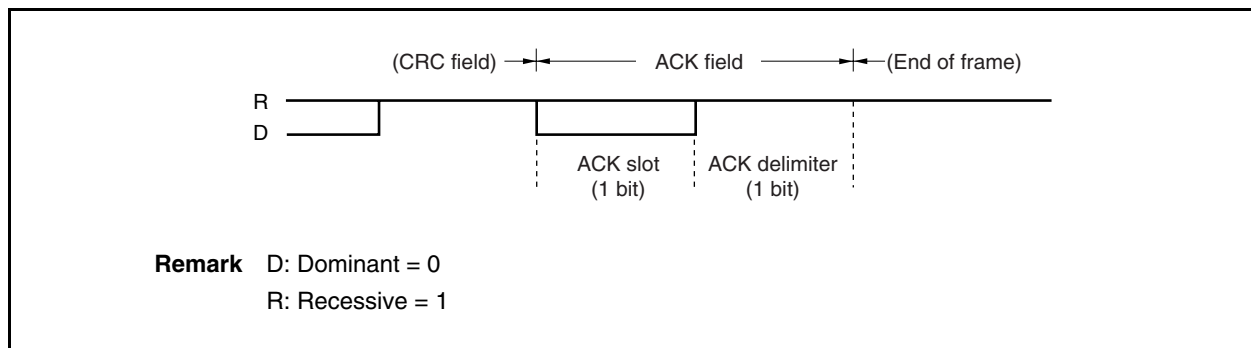 (CRC field) ACK field (End of frame)
R
D
ACK slot ACK delimiter
(1 bit) (1 bit)
Remark D: Dominant = 0
R: Recessive = 1